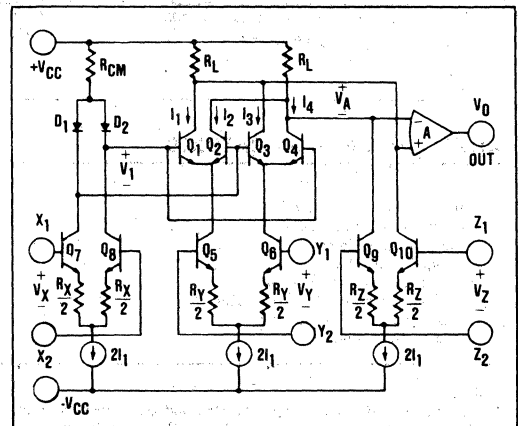 +VCC
RCM
RL
RL
D1
D2
I1
I2
I3
I4
+
VA
-
+
V1
-
Q1
Q2
Q3
Q4
-
A
+
V0
OUT
X1
Q7
Q8
Q5
Q6
Y1
Q9
Q10
Z1
+
VX
-
RX/2
RX/2
RY/2
RY/2
+
VY
-
RZ/2
RZ/2
+
VZ
-
X2
2I1
2I1
Y2
2I1
Z2
-VCC